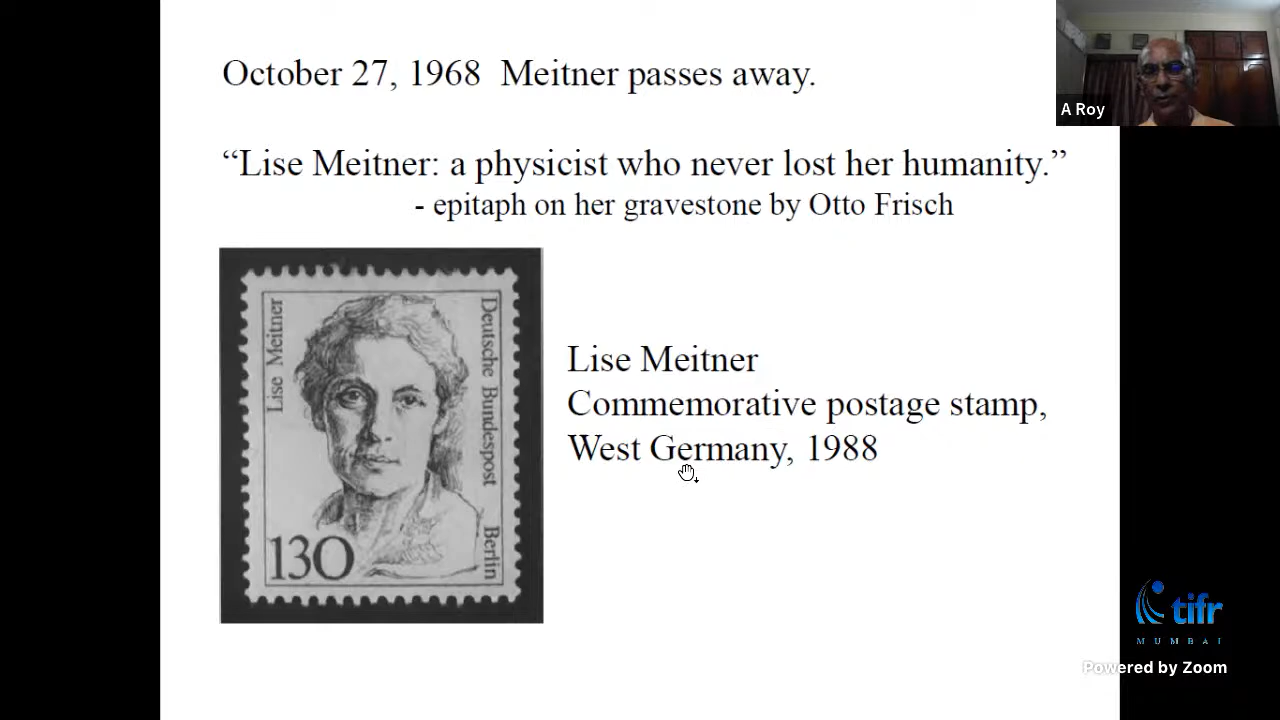 October 27, 1968  Meitner passes away.
A Roy
“Lise Meitner: a physicist who never lost her humanity.”
- epitaph on her gravestone by Otto Frisch
Lise Meitner
Deutsche Bundespost Berlin
130
Lise Meitner
Commemorative postage stamp,
West Germany, 1988
tifr
MUMBAI
Powered by Zoom